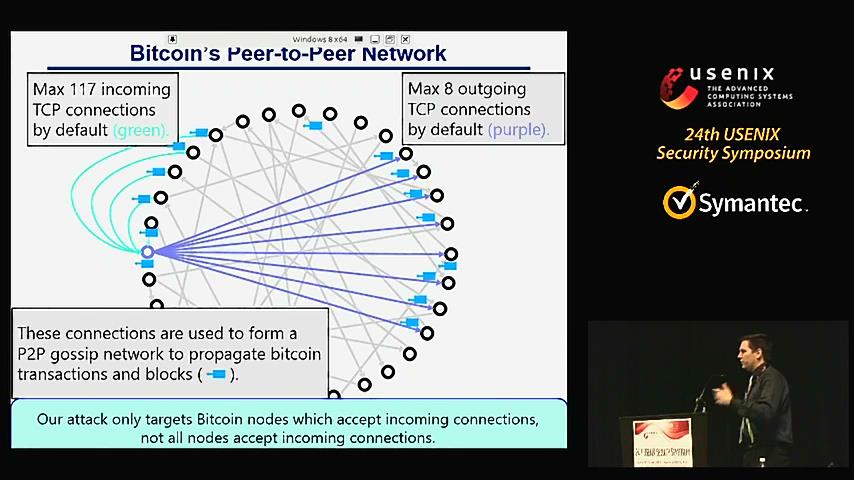 Windows 8 x64
Bitcoin's Peer-to-Peer Network
Max 117 incoming
TCP connections
by default (green).
Max 8 outgoing
TCP connections
by default (purple).
These connections are used to form a
P2P gossip network to propagate bitcoin
transactions and blocks ( ).
Our attack only targets Bitcoin nodes which accept incoming connections,
not all nodes accept incoming connections.
usenix
THE ADVANCED
COMPUTING SYSTEMS
ASSOCIATION
24th USENIX
Security Symposium
Symantec.